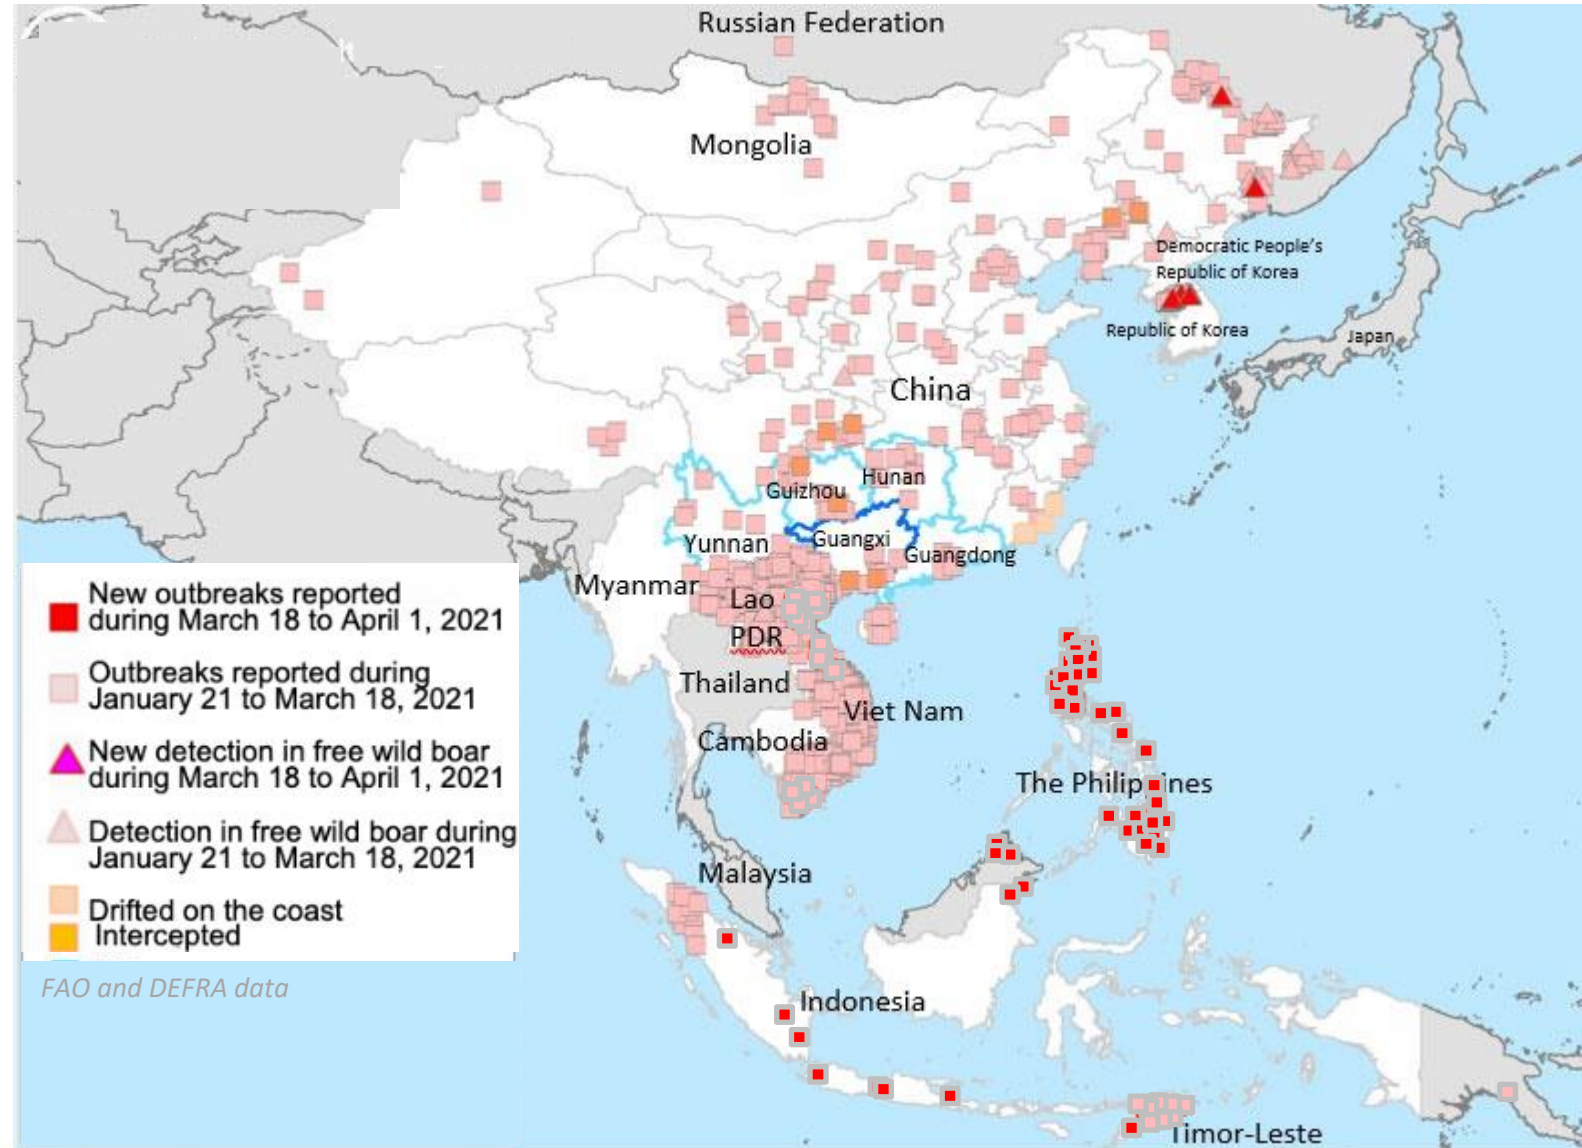 Russian Federation
Mongolia
Democratic People's
Republic of Korea
Republic of Korea
Japan
China
Hunan
Guizhou
Guangxi
Yunnan
Guangdong
Myanmar
Lao
PDR
Thailand
Viet Nam
Cambodia
The Philippines
Malaysia
Indonesia
Timor-Leste
New outbreaks reported
during March 18 to April 1, 2021
Outbreaks reported during
January 21 to March 18, 2021
New detection in free wild boar
during March 18 to April 1, 2021
Detection in free wild boar during
January 21 to March 18, 2021
Drifted on the coast
Intercepted
FAO and DEFRA data